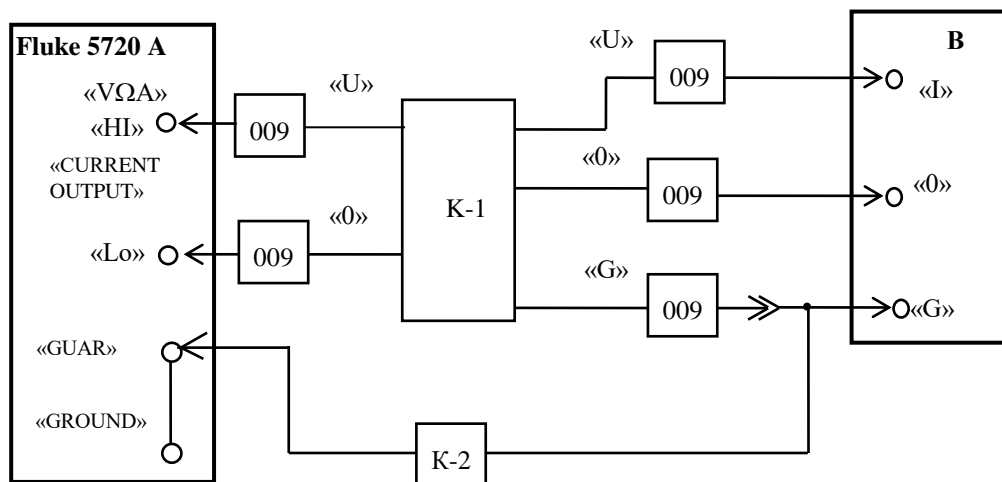 Fluke 5720 A
«VΩA»
«HI»
«CURRENT
OUTPUT»
«Lo»
«GUAR»
«GROUND»
«U»
009
«0»
009
K-1
«U»
009
«0»
009
«G»
009
K-2
B
«I»
«0»
«G»